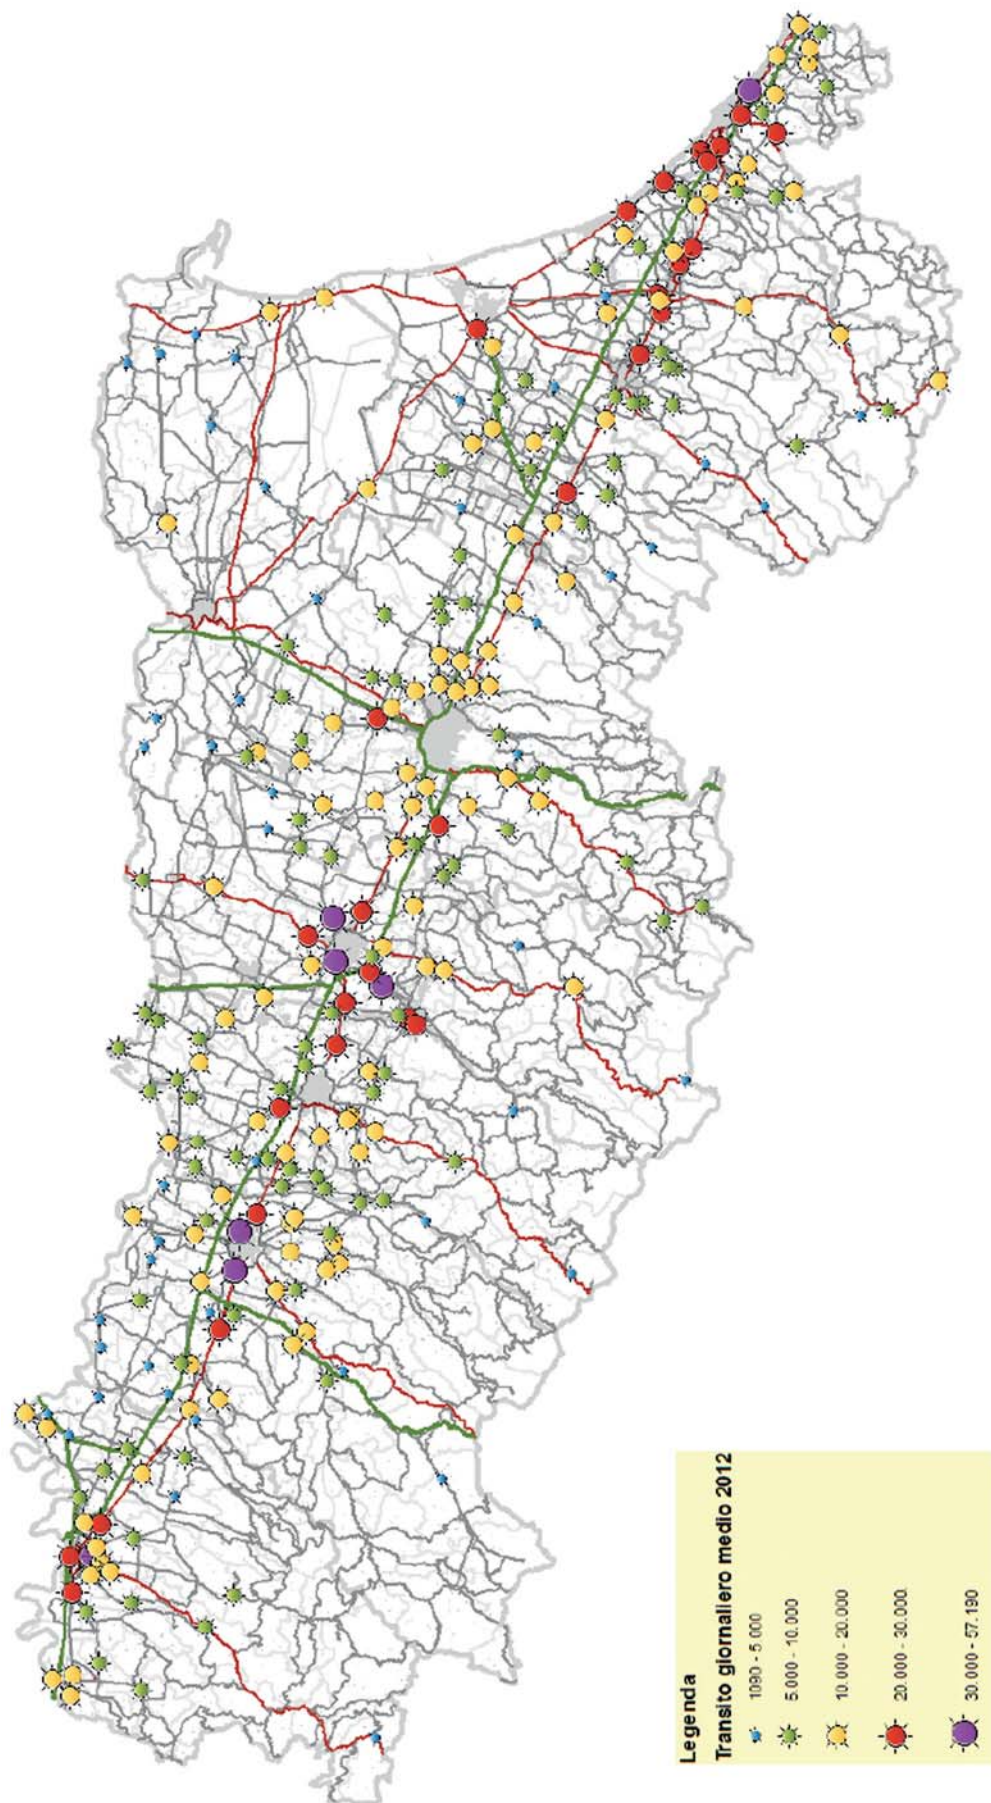 Legenda
Transito giornaliero medio 2012
1090 - 5 000
5.000 - 10.000
10.000 - 20.000
20.000 - 30.000
30.000 - 57.190